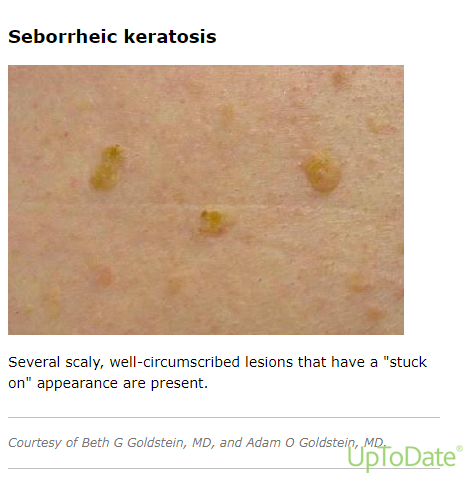 Seborrheic keratosis
Several scaly, well-circumscribed lesions that have a "stuck
on" appearance are present.
Courtesy of Beth G Goldstein, MD, and Adam O Goldstein, MD.
UpToDate®